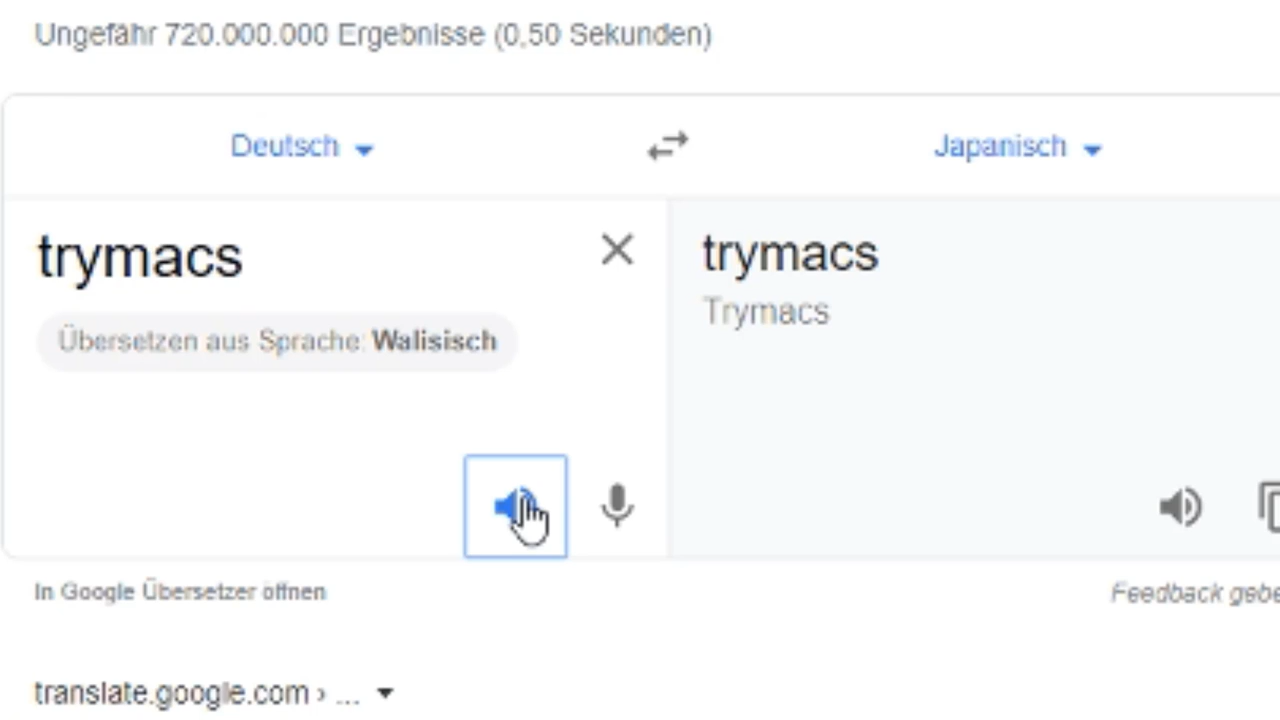 Ungefähr 720.000.000 Ergebnisse (0,50 Sekunden)
Deutsch
Japanisch
trymacs
trymacs
Trymacs
Übersetzen aus Sprache: Walisisch
In Google Übersetzer öffnen
Feedback gebe
translate.google.com › ...